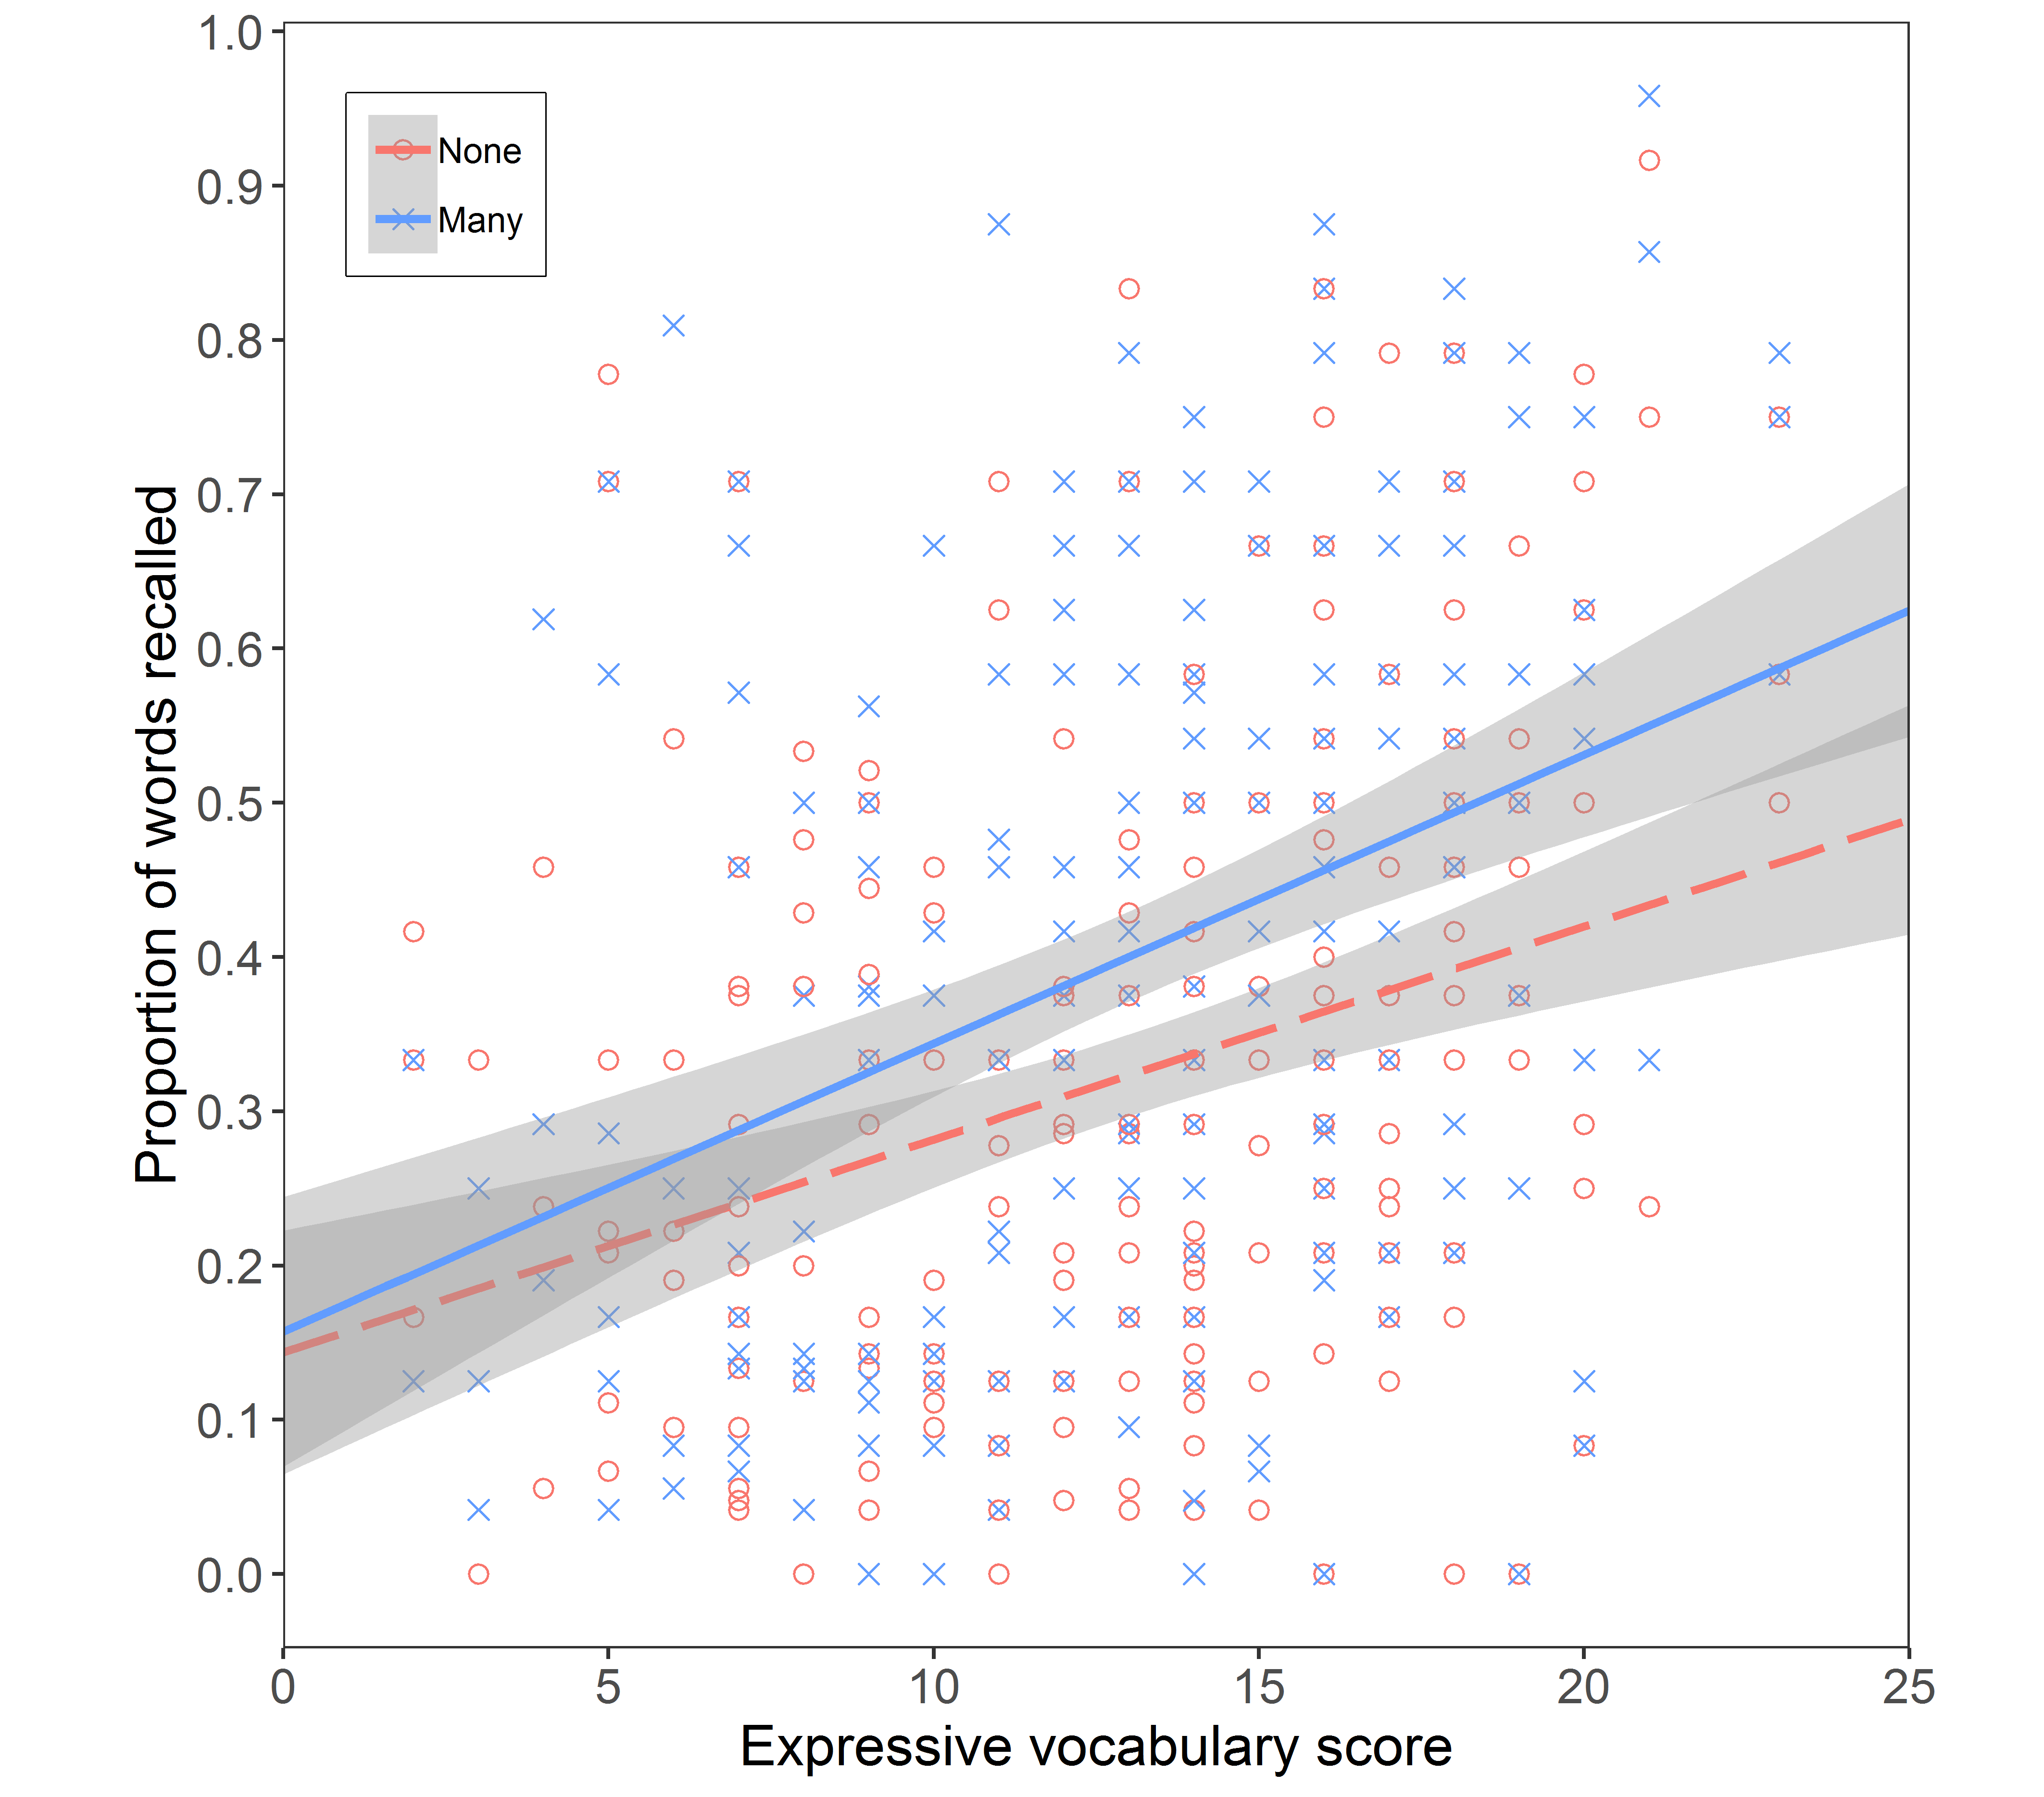 1.0
0.9
0.8
0.7
0.6
0.5
0.4
0.3
0.2
0.1
0.0
None
Many
Proportion of words recalled
0 5 10 15 20 25
Expressive vocabulary score